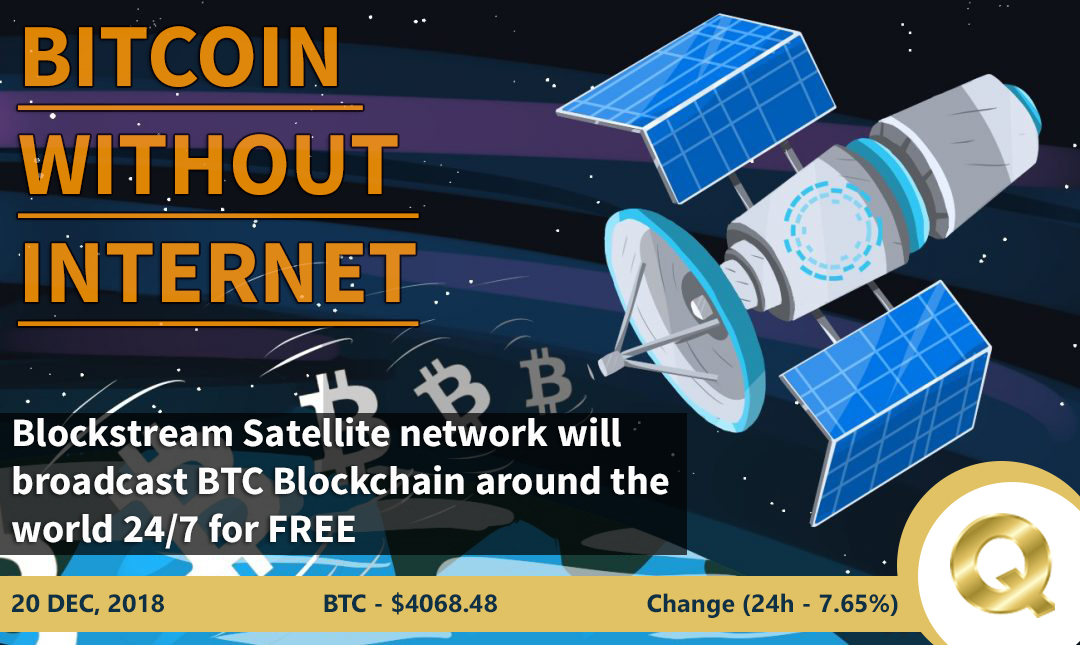 BITCOIN
WITHOUT
INTERNET
Blockstream Satellite network will
broadcast BTC Blockchain around the
world 24/7 for FREE
20 DEC, 2018 BTC - $4068.48 Change (24h - 7.65%)
Q